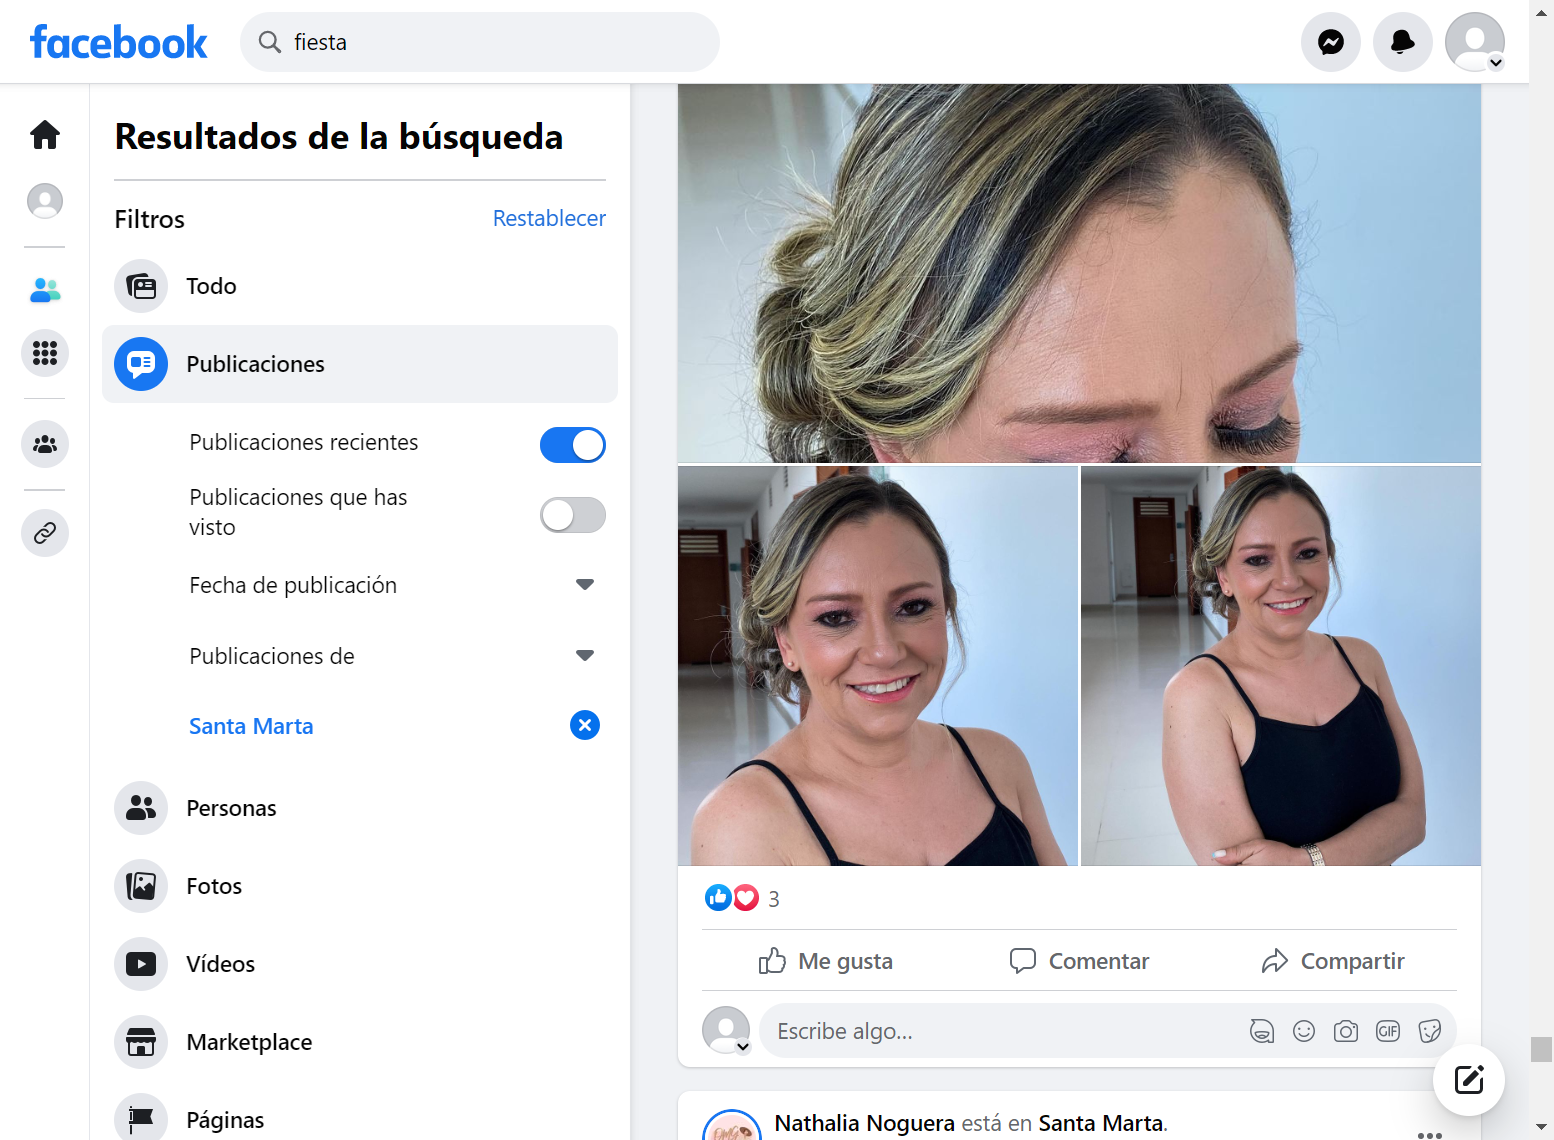 facebook
fiesta
Resultados de la búsqueda
Filtros
Restablecer
Todo
Publicaciones
Publicaciones recientes
Publicaciones que has
visto
Fecha de publicación
Publicaciones de
Santa Marta
Personas
Fotos
Vídeos
Marketplace
Páginas
3
Me gusta
Comentar
Compartir
Escribe algo...
GIF
Nathalia Noguera está en Santa Marta.